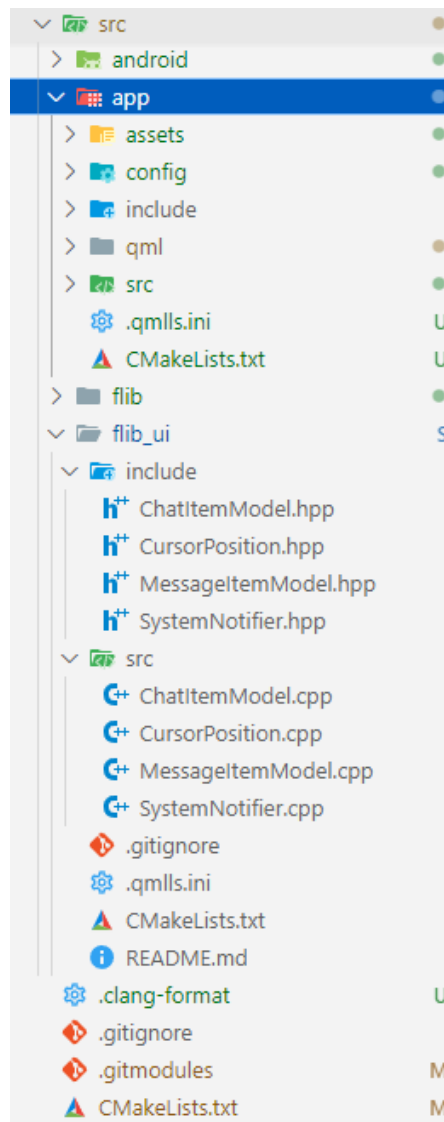 src
android
app
assets
config
include
qml
src
.qmlls.ini U
CMakeLists.txt U
flib
flib_ui S
include
h++ ChatItemModel.hpp
h++ CursorPosition.hpp
h++ MessageItemModel.hpp
h++ SystemNotifier.hpp
src
C++ ChatItemModel.cpp
C++ CursorPosition.cpp
C++ MessageItemModel.cpp
C++ SystemNotifier.cpp
.gitignore
.qmlls.ini
CMakeLists.txt
README.md
.clang-format U
.gitignore
.gitmodules M
CMakeLists.txt M